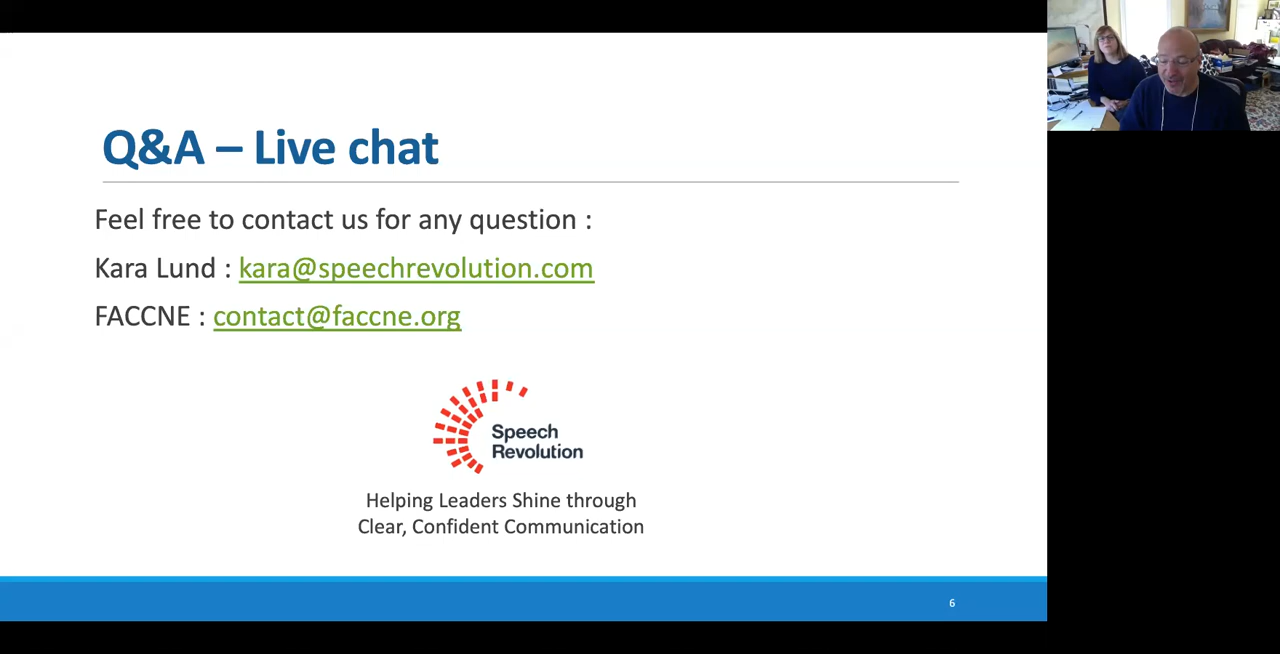 Q&A – Live chat
Feel free to contact us for any question :
Kara Lund : kara@speechrevolution.com
FACCNE : contact@faccne.org
Speech
Revolution
Helping Leaders Shine through
Clear, Confident Communication
6